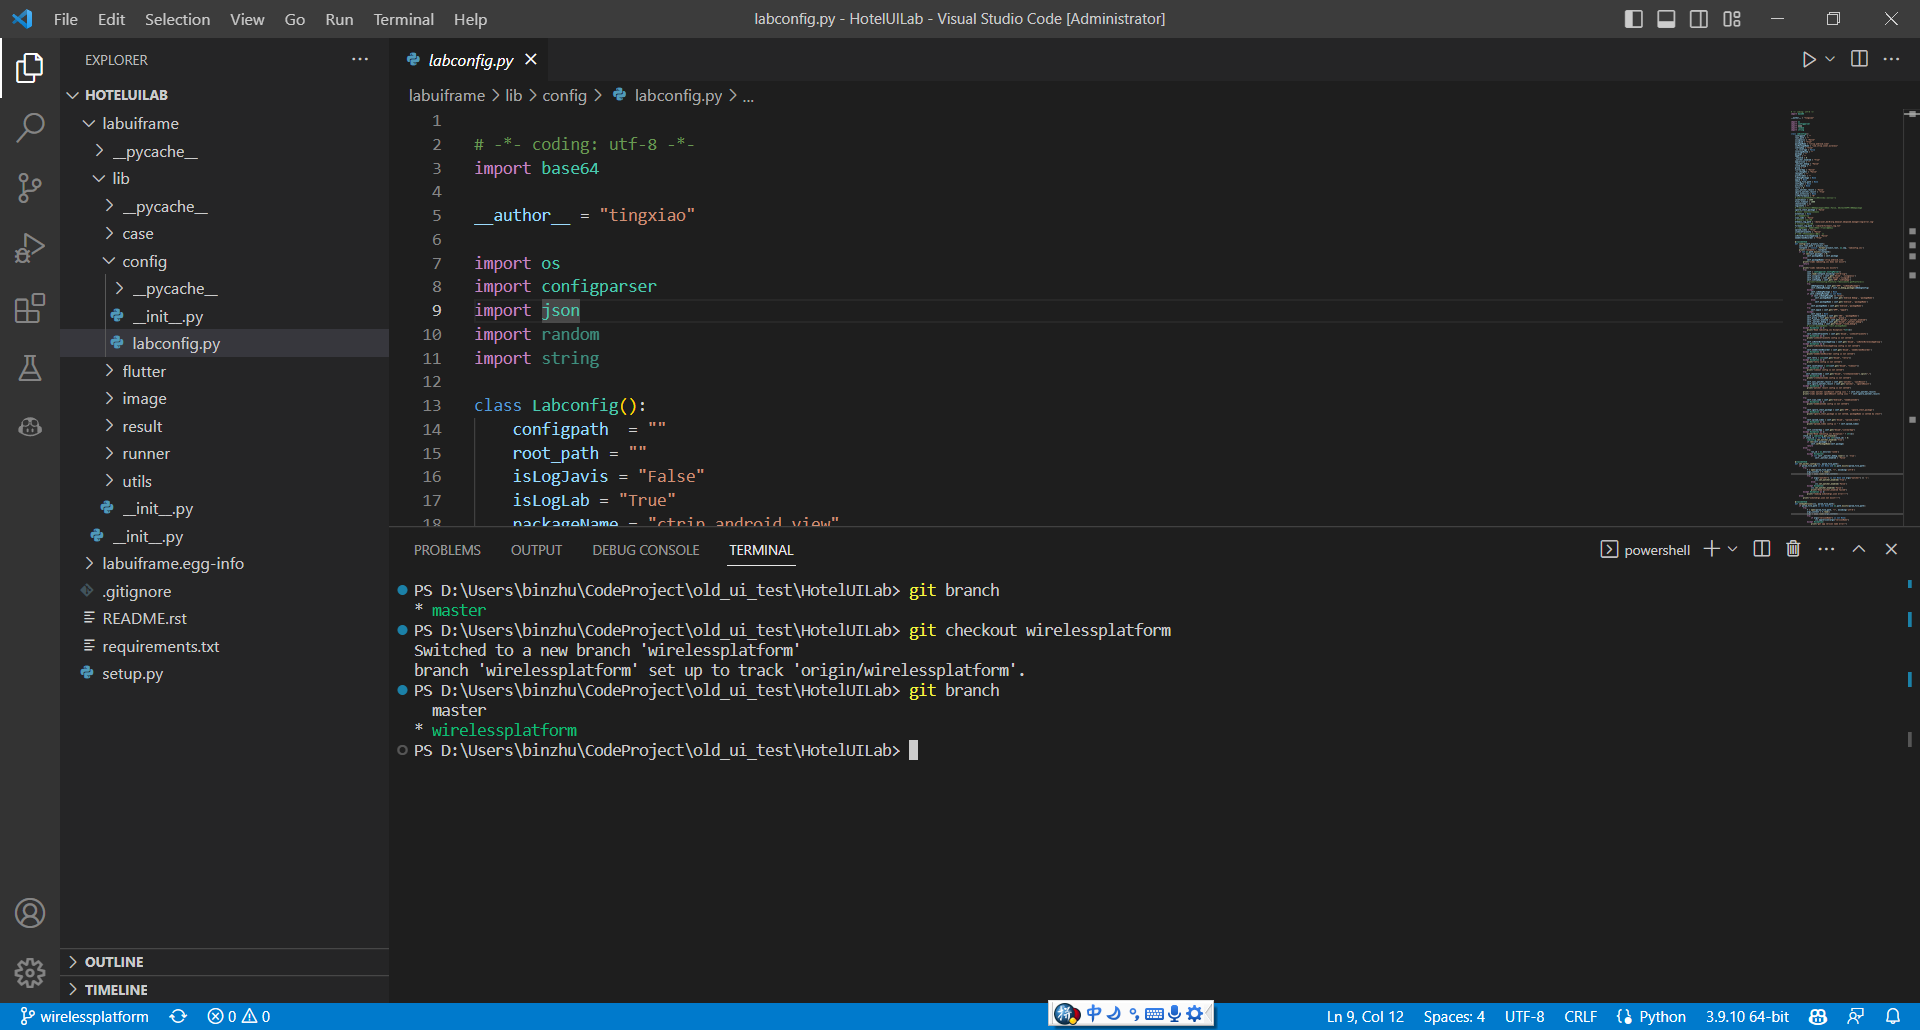 File Edit Selection View Go Run Terminal Help
labconfig.py - HotelUILab - Visual Studio Code [Administrator]
EXPLORER
HOTELUILAB
labuiframe
__pycache__
lib
__pycache__
case
config
__pycache__
__init__.py
labconfig.py
flutter
image
result
runner
utils
__init__.py
__init__.py
labuiframe.egg-info
.gitignore
README.rst
requirements.txt
setup.py
OUTLINE
TIMELINE
labconfig.py
labuiframe > lib > config > labconfig.py > ...
1
2 # -*- coding: utf-8 -*-
3 import base64
4
5 __author__ = "tingxiao"
6
7 import os
8 import configparser
9 import json
10 import random
11 import string
12
13 class Labconfig():
14 configpath  = ""
15 root_path = ""
16 isLogJavis = "False"
17 isLogLab = "True"
18 packageName = "ctrip.android.view"
PROBLEMS OUTPUT DEBUG CONSOLE TERMINAL
powershell
PS D:\Users\binzhu\CodeProject\old_ui_test\HotelUILab> git branch
* master
PS D:\Users\binzhu\CodeProject\old_ui_test\HotelUILab> git checkout wirelessplatform
Switched to a new branch 'wirelessplatform'
branch 'wirelessplatform' set up to track 'origin/wirelessplatform'.
PS D:\Users\binzhu\CodeProject\old_ui_test\HotelUILab> git branch
master
* wirelessplatform
PS D:\Users\binzhu\CodeProject\old_ui_test\HotelUILab>
wirelessplatform 0 0
中
Ln 9, Col 12 Spaces: 4 UTF-8 CRLF Python 3.9.10 64-bit